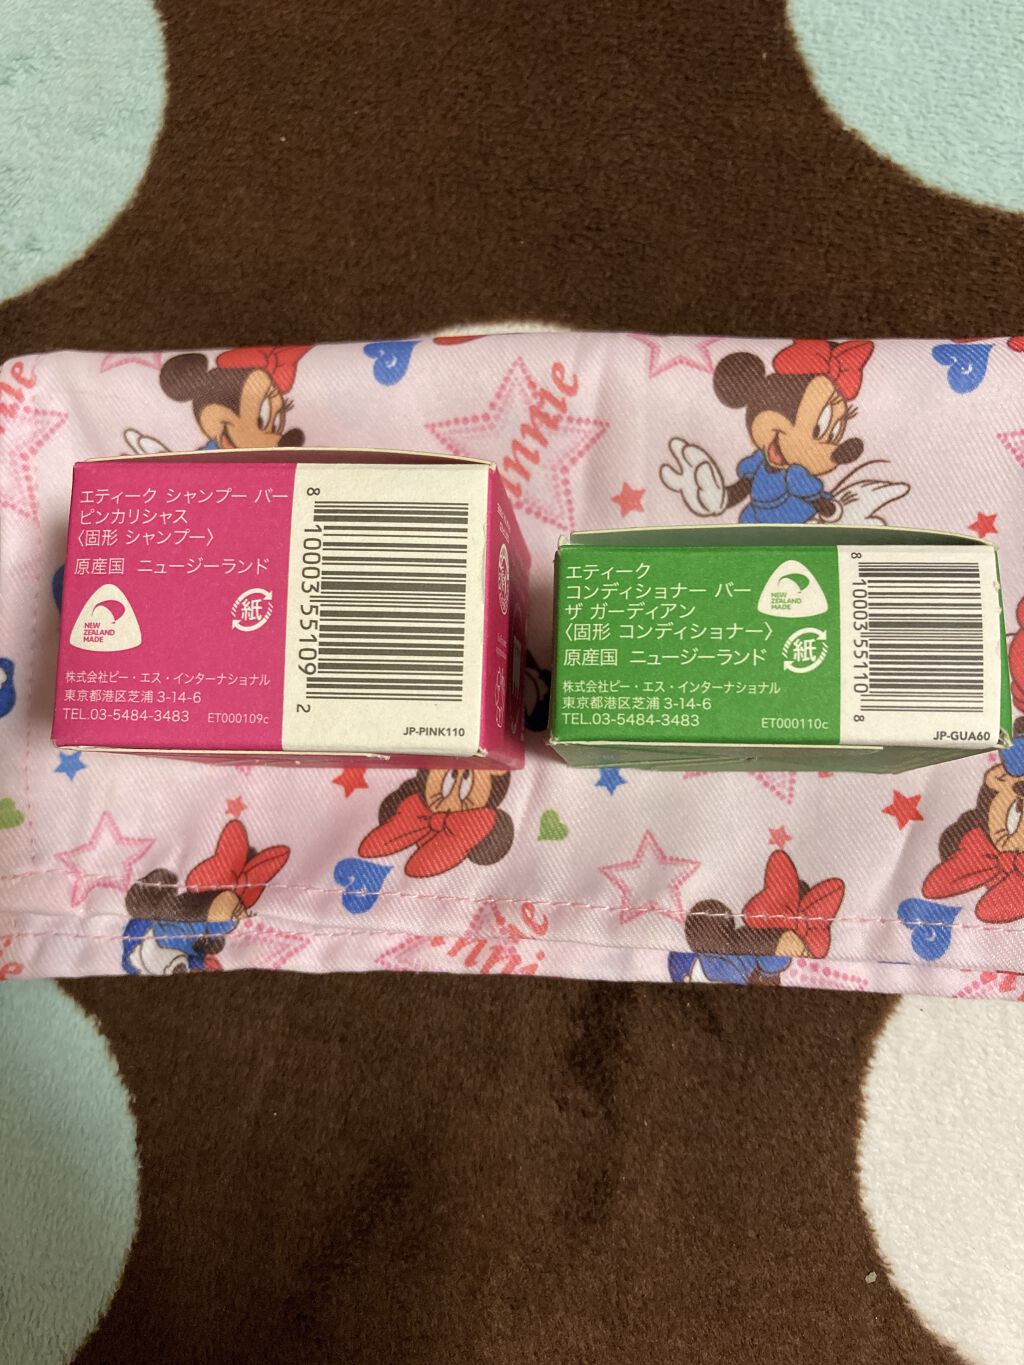 エティーク シャンプー バー
ピンカリシャス
〈固形 シャンプー〉
原産国 ニュージーランド
NEW
ZEALAND
MADE
紙
株式会社ピー・エス・インターナショナル
東京都港区芝浦 3-14-6
TEL.03-5484-3483 ET000109c
8 10003 55109 2
JP-PINK110
エティーク
コンディショナー バー
ザ ガーディアン
〈固形 コンディショナー〉
原産国 ニュージーランド
NEW
ZEALAND
MADE
紙
株式会社ピー・エス・インターナショナル
東京都港区芝浦 3-14-6
TEL.03-5484-3483 ET000110c
8 10003 55110 8
JP-GUA60